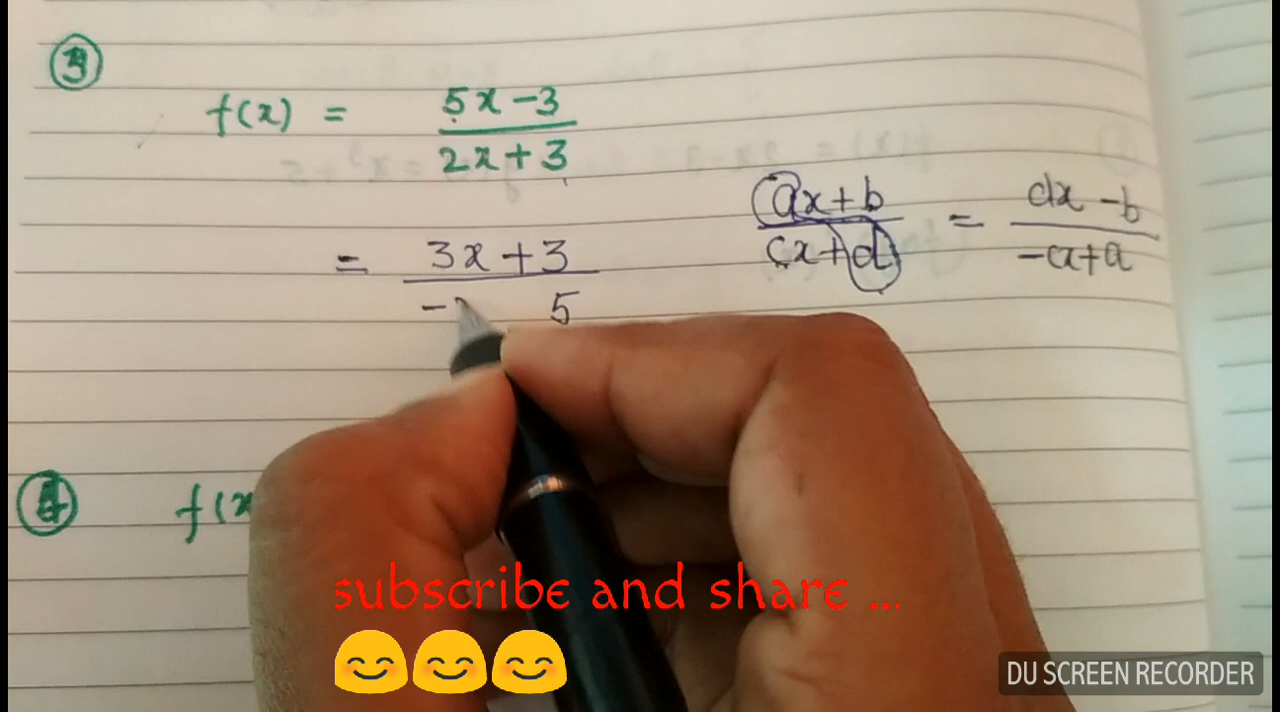 3
f(x) = 5x-3
2x+3
ax+b = dx-b
cx+d -cx+a
= 3x+3
- 5
4 f(x
subscribe and share ...
DU SCREEN RECORDER